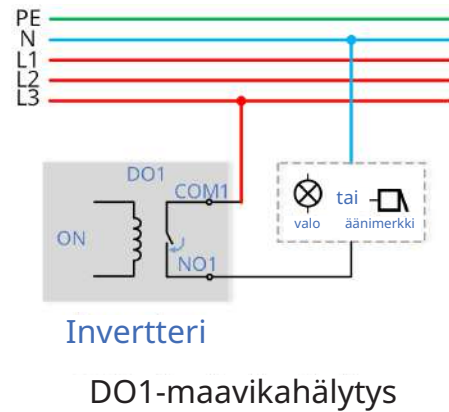 PE
N
L1
L2
L3
DO1
COM1
ON
NO1
tai
valo äänimerkki
Invertteri
DO1-maavikahälytys